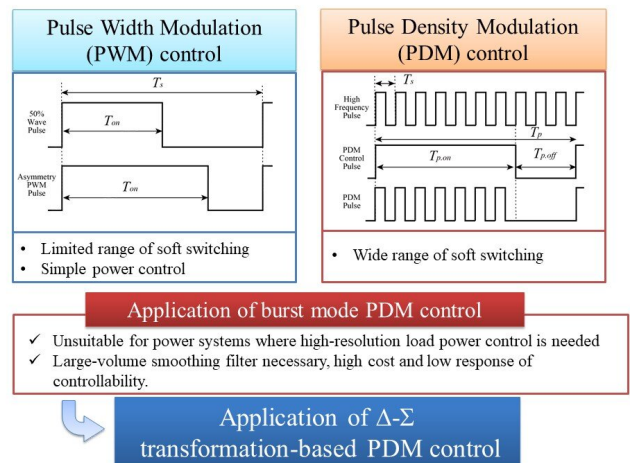 Pulse Width Modulation
(PWM) control
Ts
50%
Wave
Pulse
Ton
Asymmetry
PWM
Pulse
Ton
• Limited range of soft switching
• Simple power control
Pulse Density Modulation
(PDM) control
Ts
High
Frequency
Pulse
Tp
PDM
Control
Pulse
Tp.on
Tp.off
PDM
Pulse
• Wide range of soft switching
Application of burst mode PDM control
✓ Unsuitable for power systems where high-resolution load power control is needed
✓ Large-volume smoothing filter necessary, high cost and low response of
controllability.
Application of Δ-Σ
transformation-based PDM control